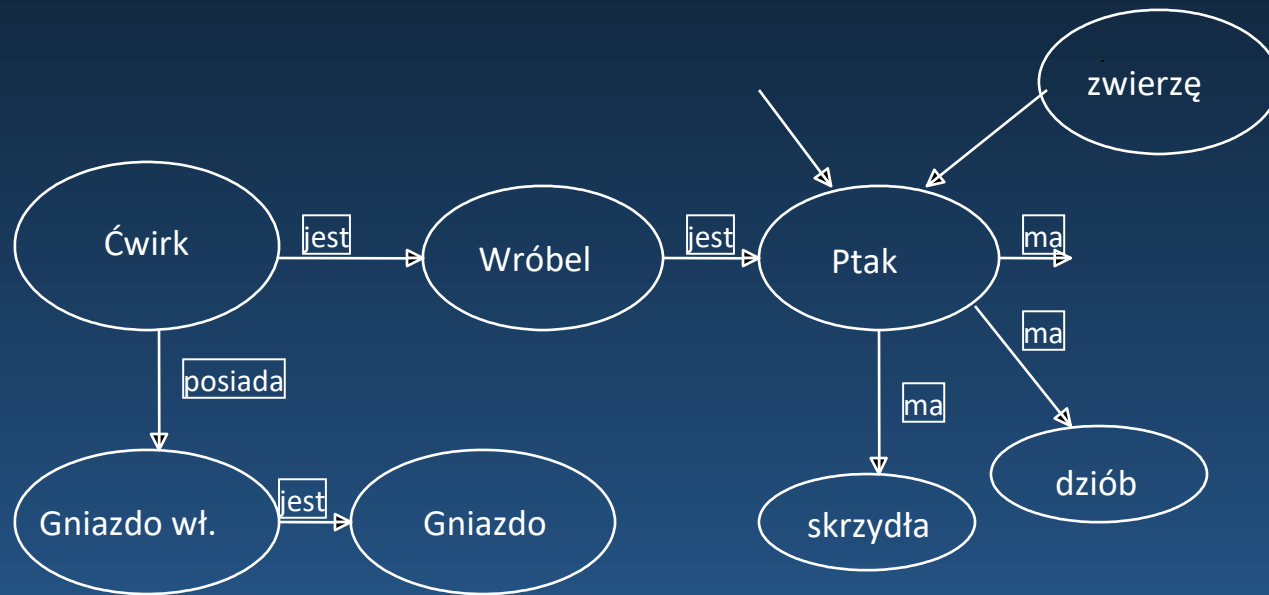 zwierzę
Ćwirk
jest
Wróbel
jest
Ptak
ma
ma
posiada
ma
dziób
Gniazdo wł.
jest
Gniazdo
skrzydła